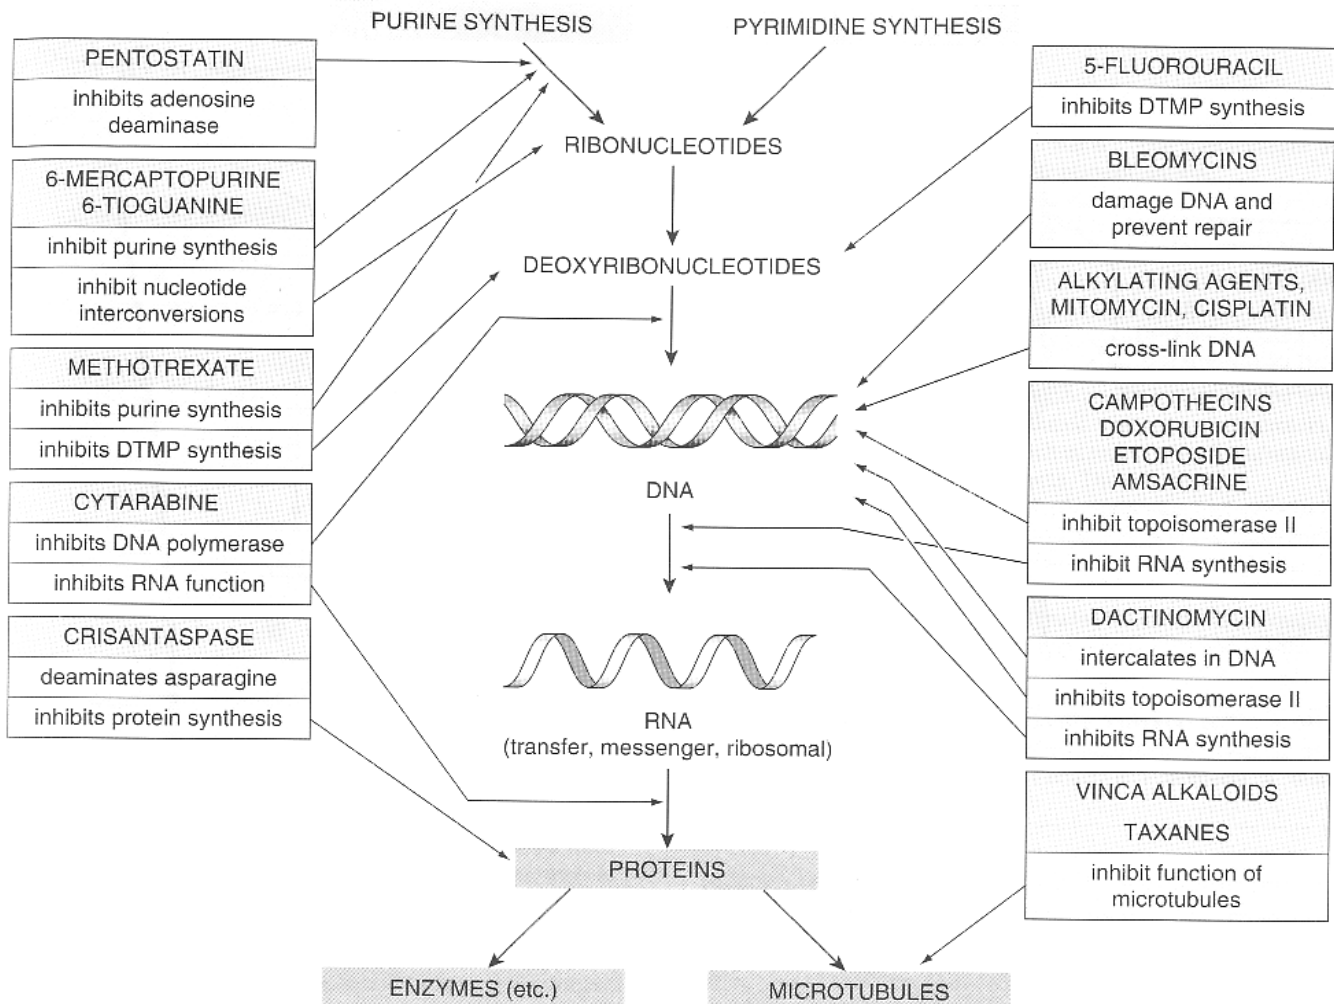 PURINE SYNTHESIS
PYRIMIDINE SYNTHESIS
PENTOSTATIN
inhibits adenosine
deaminase
6-MERCAPTOPURINE
6-TIOGUANINE
inhibit purine synthesis
inhibit nucleotide
interconversions
METHOTREXATE
inhibits purine synthesis
inhibits DTMP synthesis
CYTARABINE
inhibits DNA polymerase
inhibits RNA function
CRISANTASPASE
deaminates asparagine
inhibits protein synthesis
RIBONUCLEOTIDES
DEOXYRIBONUCLEOTIDES
DNA
RNA
(transfer, messenger, ribosomal)
PROTEINS
ENZYMES (etc.)
MICROTUBULES
5-FLUOROURACIL
inhibits DTMP synthesis
BLEOMYCINS
damage DNA and
prevent repair
ALKYLATING AGENTS,
MITOMYCIN, CISPLATIN
cross-link DNA
CAMPOTHECINS
DOXORUBICIN
ETOPOSIDE
AMSACRINE
inhibit topoisomerase II
inhibit RNA synthesis
DACTINOMYCIN
intercalates in DNA
inhibits topoisomerase II
inhibits RNA synthesis
VINCA ALKALOIDS
TAXANES
inhibit function of
microtubules